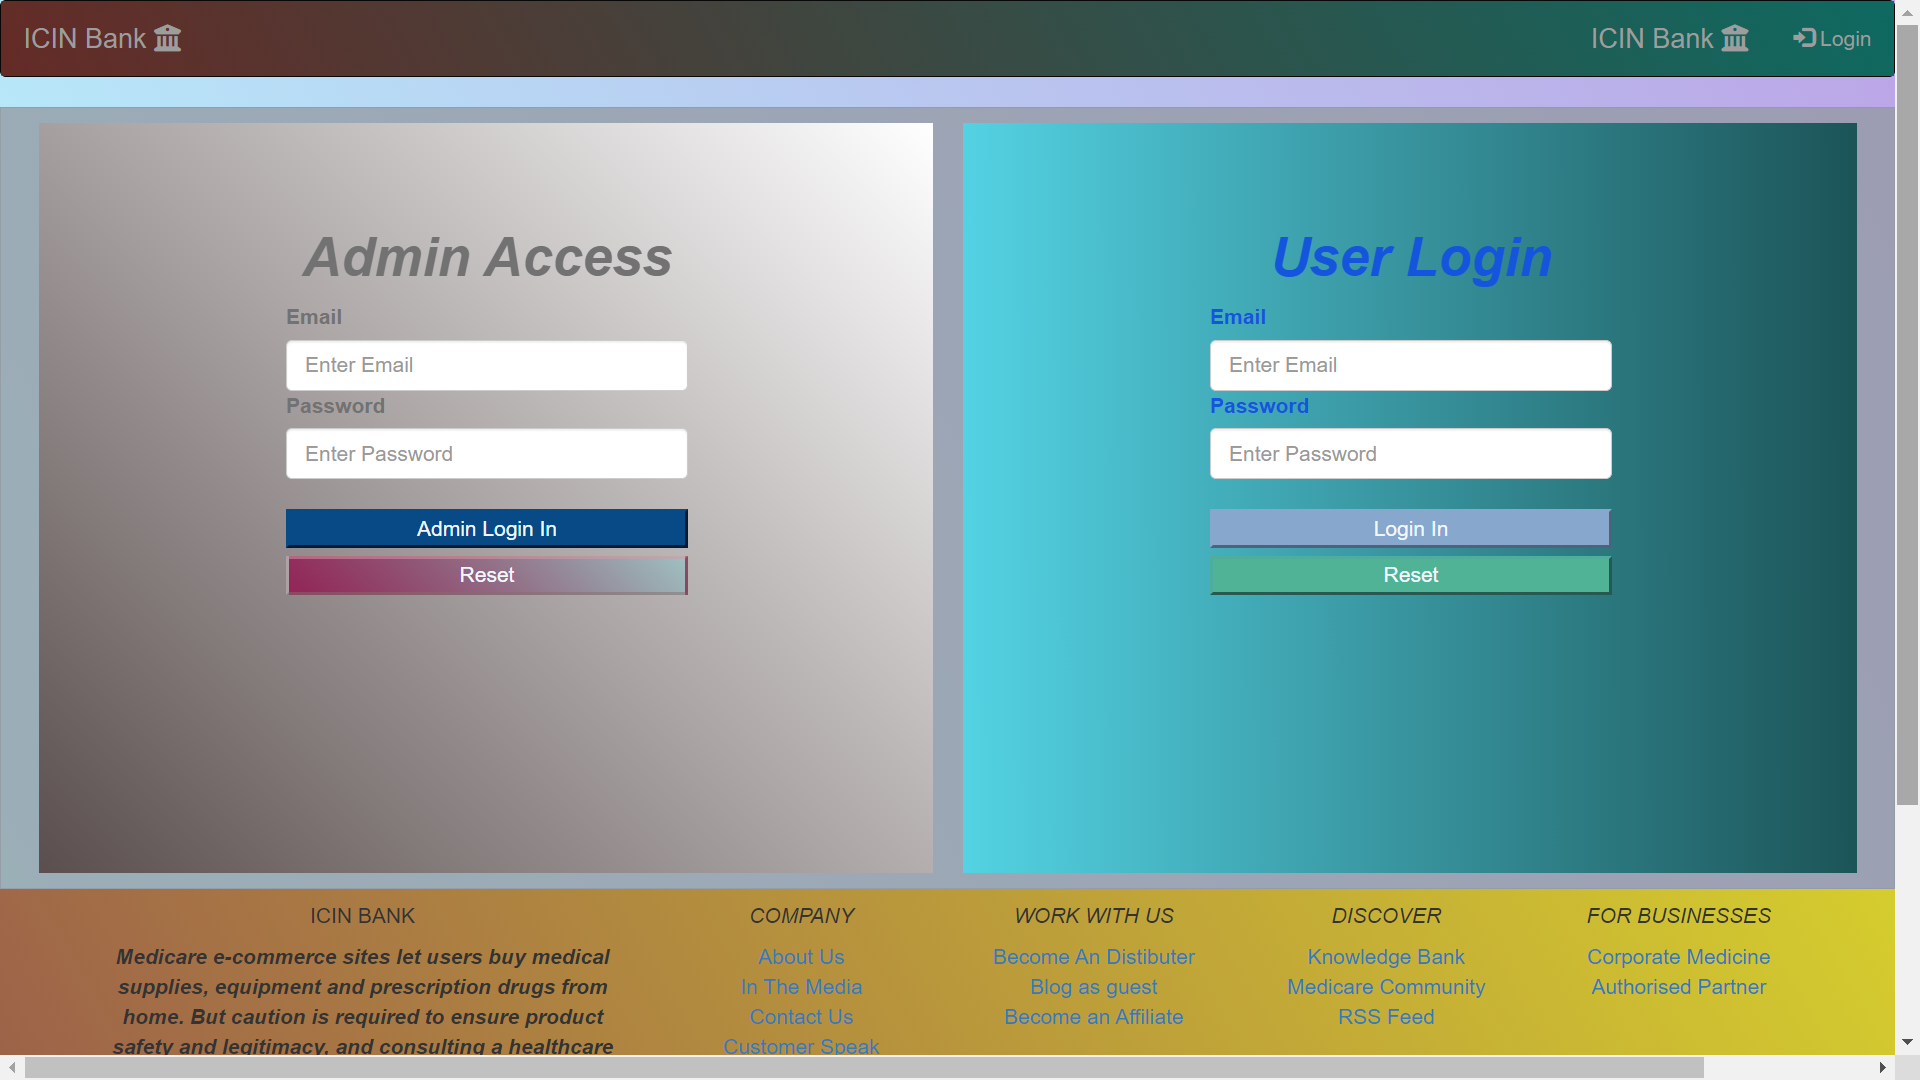 ICIN Bank
ICIN Bank
Login
Admin Access
Email
Enter Email
Password
Enter Password
Admin Login In
Reset
User Login
Email
Enter Email
Password
Enter Password
Login In
Reset
ICIN BANK
Medicare e-commerce sites let users buy medical
supplies, equipment and prescription drugs from
home. But caution is required to ensure product
safety and legitimacy, and consulting a healthcare
COMPANY
About Us
In The Media
Contact Us
Customer Speak
WORK WITH US
Become An Distibuter
Blog as guest
Become an Affiliate
DISCOVER
Knowledge Bank
Medicare Community
RSS Feed
FOR BUSINESSES
Corporate Medicine
Authorised Partner